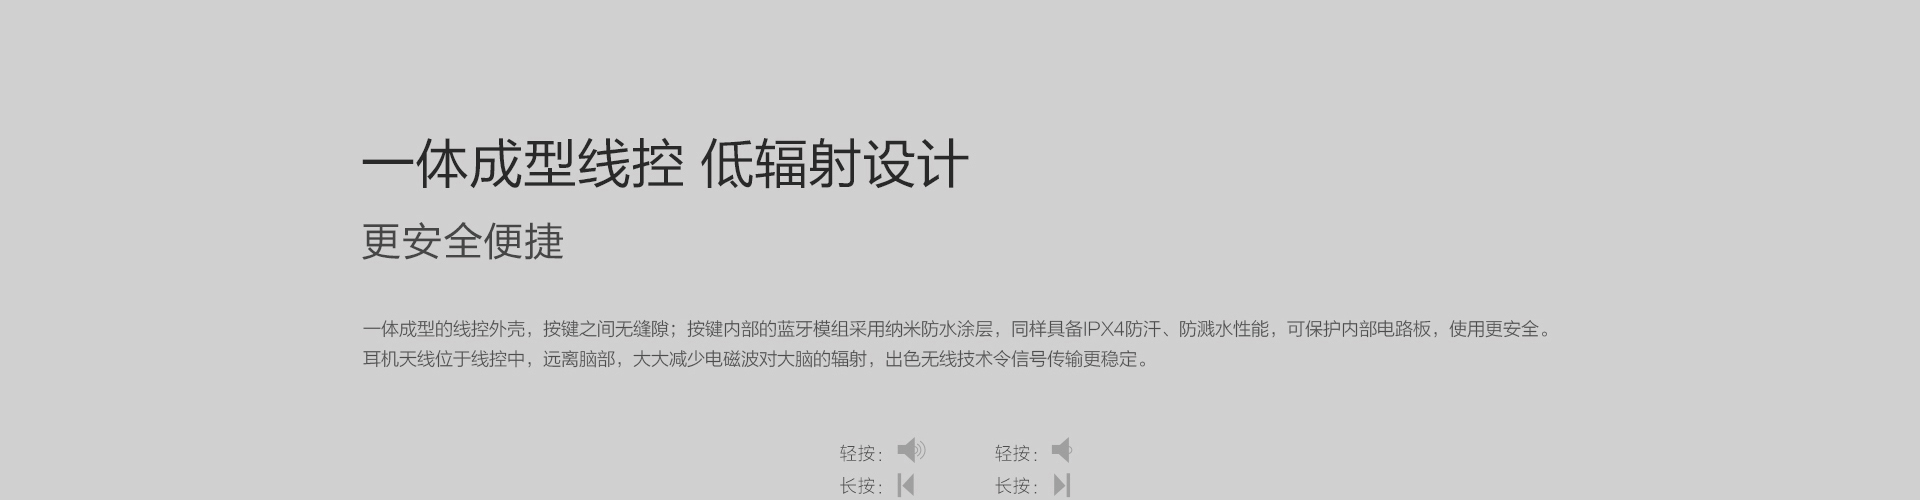 一体成型线控 低辐射设计
更安全便捷
一体成型的线控外壳，按键之间无缝隙；按键内部的蓝牙模组采用纳米防水涂层，同样具备IPX4防汗、防溅水性能，可保护内部电路板，使用更安全。
耳机天线位于线控中，远离脑部，大大减少电磁波对大脑的辐射，出色无线技术令信号传输更稳定。
轻按： 轻按：
长按： 长按：